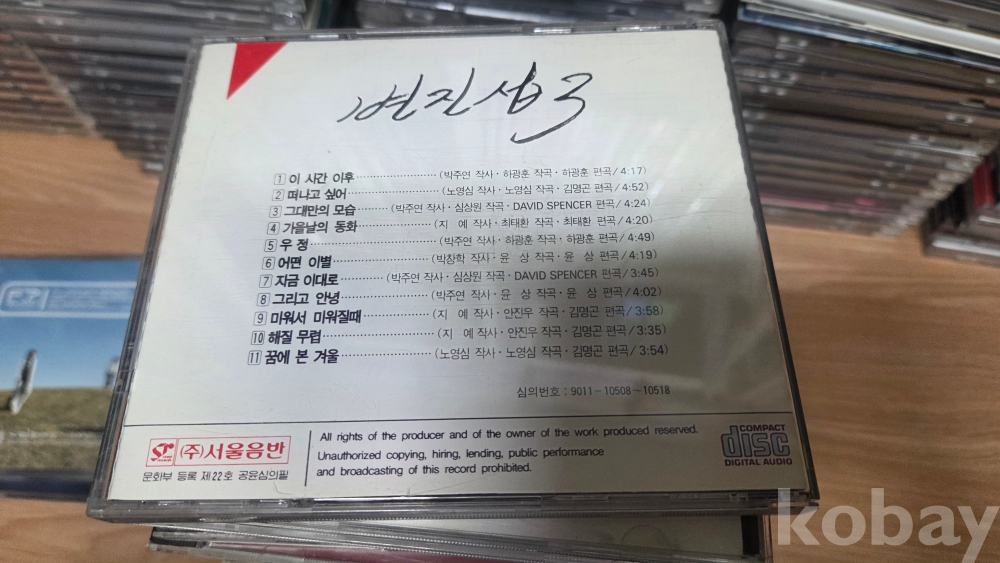 변진섭 3
1 이 시간 이후 ........................ (박주연 작사·하광훈 작곡·하광훈 편곡/4:17)
2 떠나고 싶어 ........................ (노영심 작사·노영심 작곡·김명곤 편곡/4:52)
3 그대만의 모습 ......... (박주연 작사·심상원 작곡·DAVID SPENCER 편곡/4:24)
4 가을날의 동화 ..................... (지 예 작사·최태환 작곡·최태환 편곡/4:20)
5 우 정 .................................. (박주연 작사·하광훈 작곡·하광훈 편곡/4:49)
6 어떤 이별 ........................... (박창학 작사·윤 상 작곡·윤 상 편곡/4:19)
7 지금 이대로 ............ (박주연 작사·심상원 작곡·DAVID SPENCER 편곡/3:45)
8 그리고 안녕 ........................ (박주연 작사·윤 상 작곡·윤 상 편곡/4:02)
9 미워서 미워질때 .................. (지 예 작사·안진우 작곡·김명곤 편곡/3:58)
10 해질 무렵 ........................... (지 예 작사·안진우 작곡·김명곤 편곡/3:35)
11 꿈에 본 겨울 ..................... (노영심 작사·노영심 작곡·김명곤 편곡/3:54)
심의번호 : 9011-10508~10518
(주)서울음반
문화부 등록 제22호 공윤심의필
All rights of the producer and of the owner of the work produced reserved.
Unauthorized copying, hiring, lending, public performance
and broadcasting of this record prohibited.
COMPACT
disc
DIGITAL AUDIO
kobay